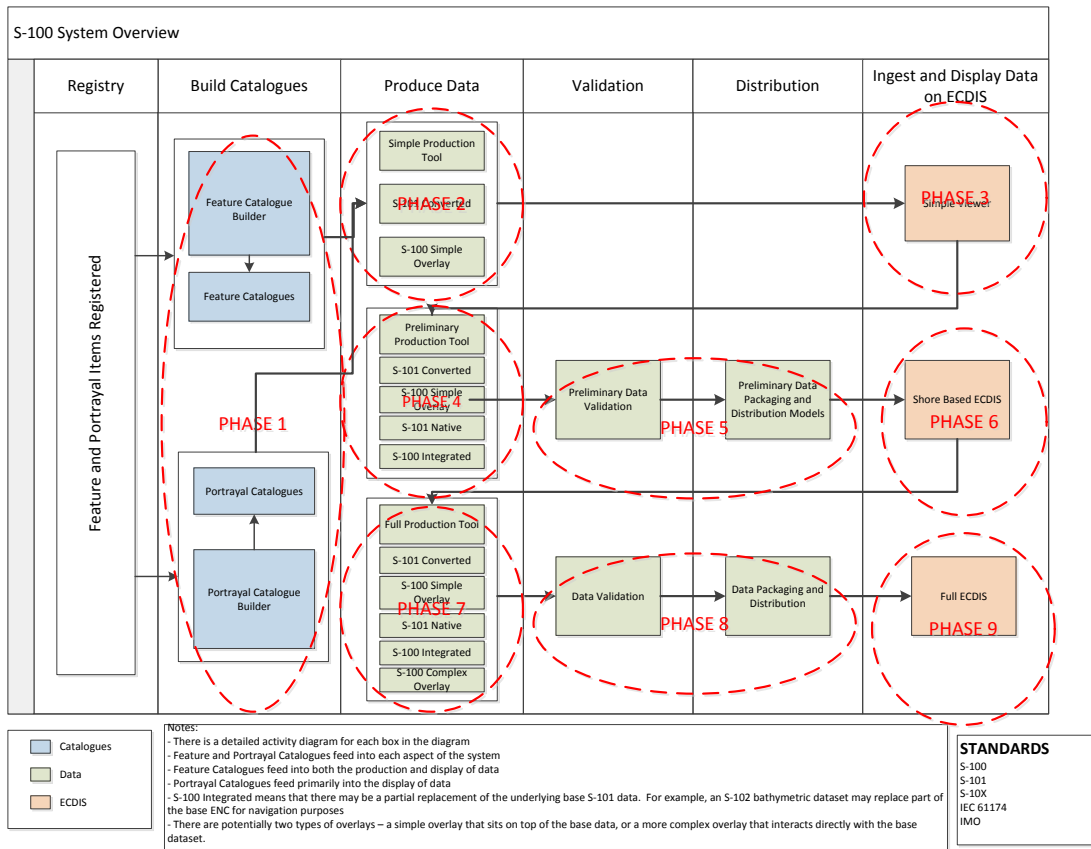 S-100 System Overview
Registry
Build Catalogues
Produce Data
Validation
Distribution
Ingest and Display Data
on ECDIS
Feature and Portrayal Items Registered
Feature Catalogue
Builder
Feature Catalogues
PHASE 1
Portrayal Catalogues
Portrayal Catalogue
Builder
Simple Production
Tool
S-101 Converted
PHASE 2
S-100 Simple
Overlay
Simple Viewer
PHASE 3
Preliminary
Production Tool
S-101 Converted
S-100 Simple
Overlay
PHASE 4
S-101 Native
S-100 Integrated
Preliminary Data
Validation
PHASE 5
Preliminary Data
Packaging and
Distribution Models
Shore Based ECDIS
PHASE 6
Full Production Tool
S-101 Converted
S-100 Simple
Overlay
PHASE 7
S-101 Native
S-100 Integrated
S-100 Complex
Overlay
Data Validation
PHASE 8
Data Packaging and
Distribution
Full ECDIS
PHASE 9
Catalogues
Data
ECDIS
Notes:
- There is a detailed activity diagram for each box in the diagram
- Feature and Portrayal Catalogues feed into each aspect of the system
- Feature Catalogues feed into both the production and display of data
- Portrayal Catalogues feed primarily into the display of data
- S-100 Integrated means that there may be a partial replacement of the underlying base S-101 data. For example, an S-102 bathymetric dataset may replace part of
the base ENC for navigation purposes
- There are potentially two types of overlays – a simple overlay that sits on top of the base data, or a more complex overlay that interacts directly with the base
dataset.
STANDARDS
S-100
S-101
S-10X
IEC 61174
IMO